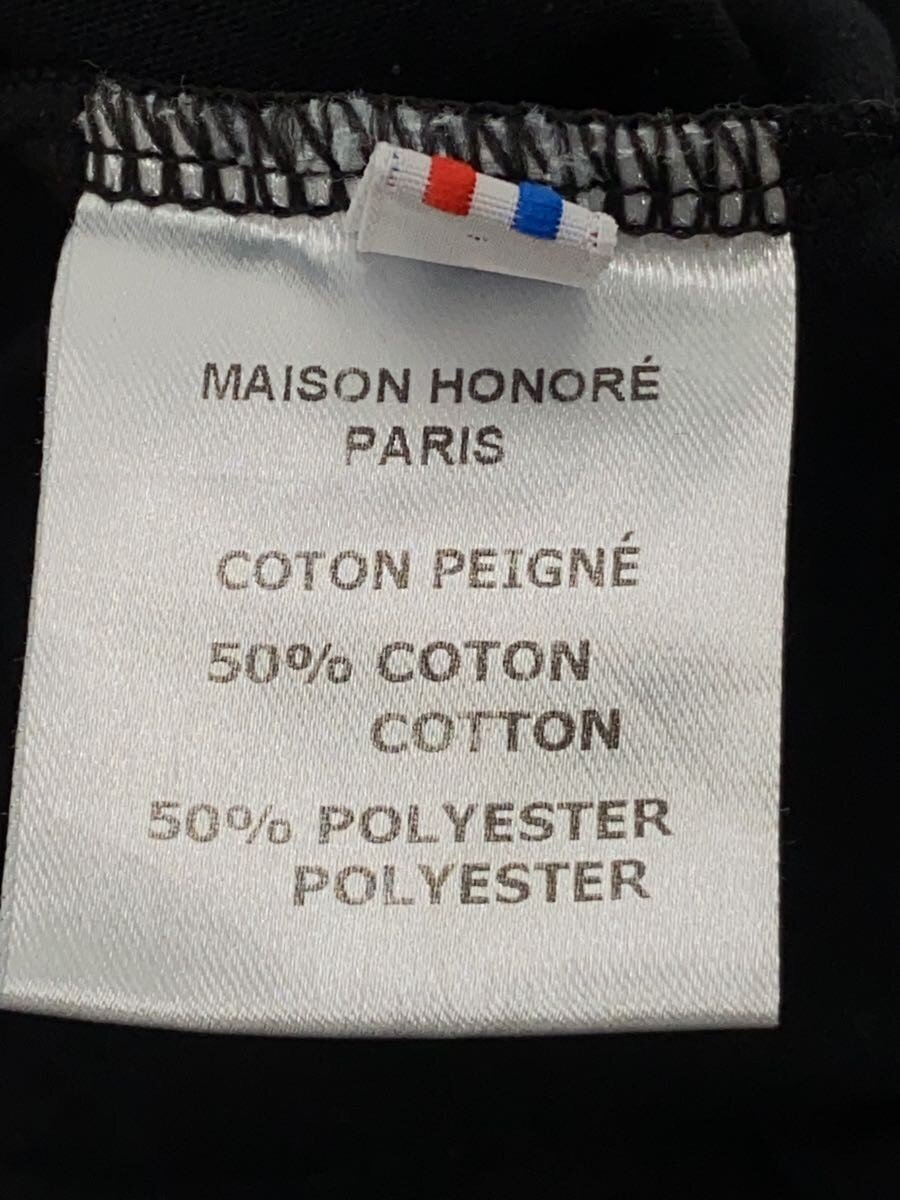 MAISON HONORÉ
PARIS
COTON PEIGNÉ
50% COTON
COTTON
50% POLYESTER
POLYESTER